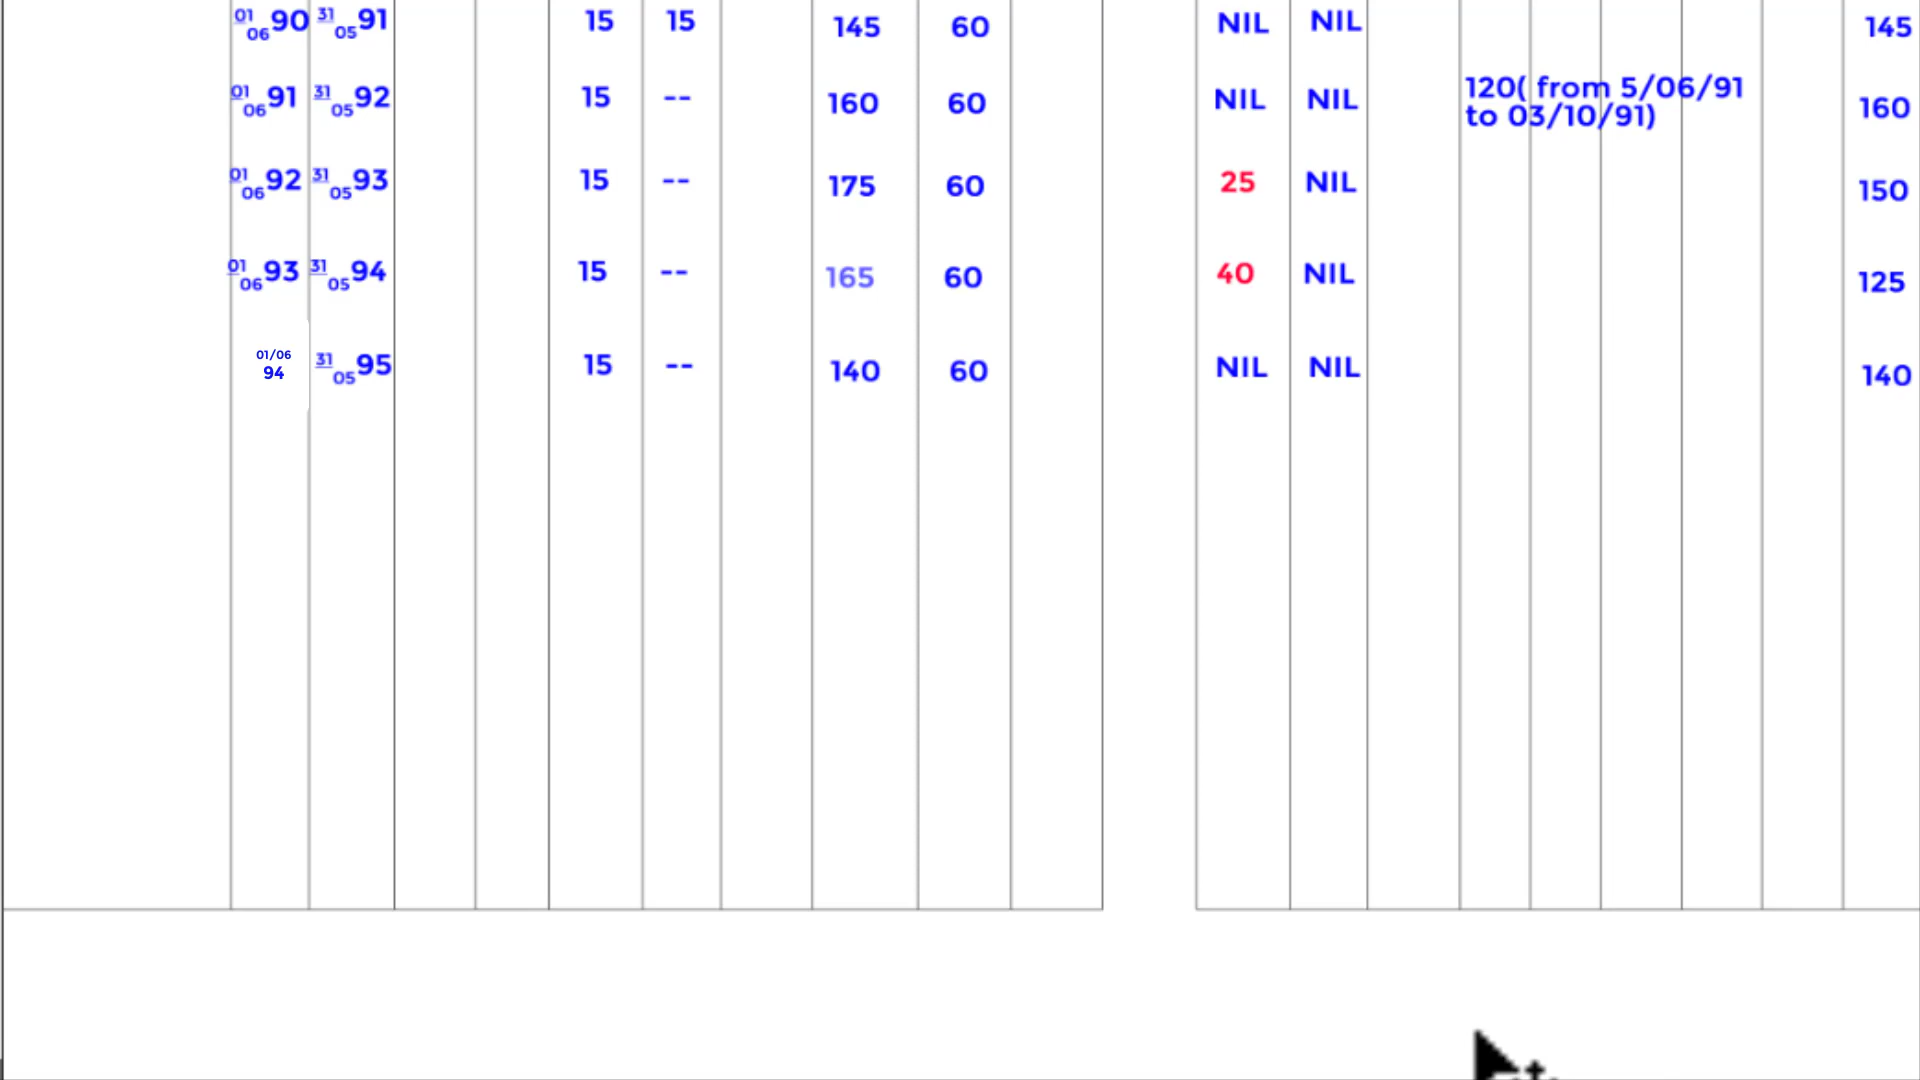 01/06 90 31/05 91 15 15 145 60 NIL NIL 145
01/06 91 31/05 92 15 -- 160 60 NIL NIL 120( from 5/06/91 to 03/10/91) 160
01/06 92 31/05 93 15 -- 175 60 25 NIL 150
01/06 93 31/05 94 15 -- 165 60 40 NIL 125
01/06 94 31/05 95 15 -- 140 60 NIL NIL 140